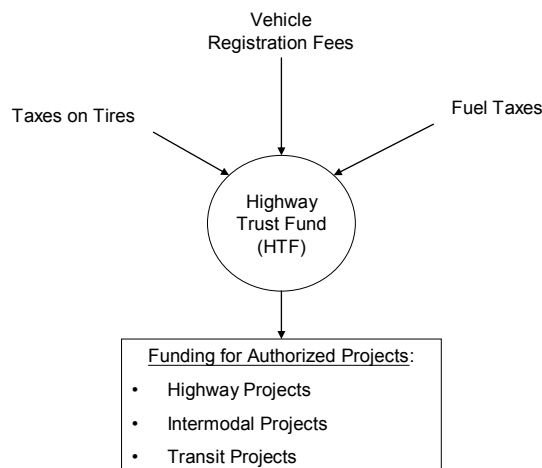 Vehicle
Registration Fees
Taxes on Tires
Fuel Taxes
Highway
Trust Fund
(HTF)
Funding for Authorized Projects:
• Highway Projects
• Intermodal Projects
• Transit Projects